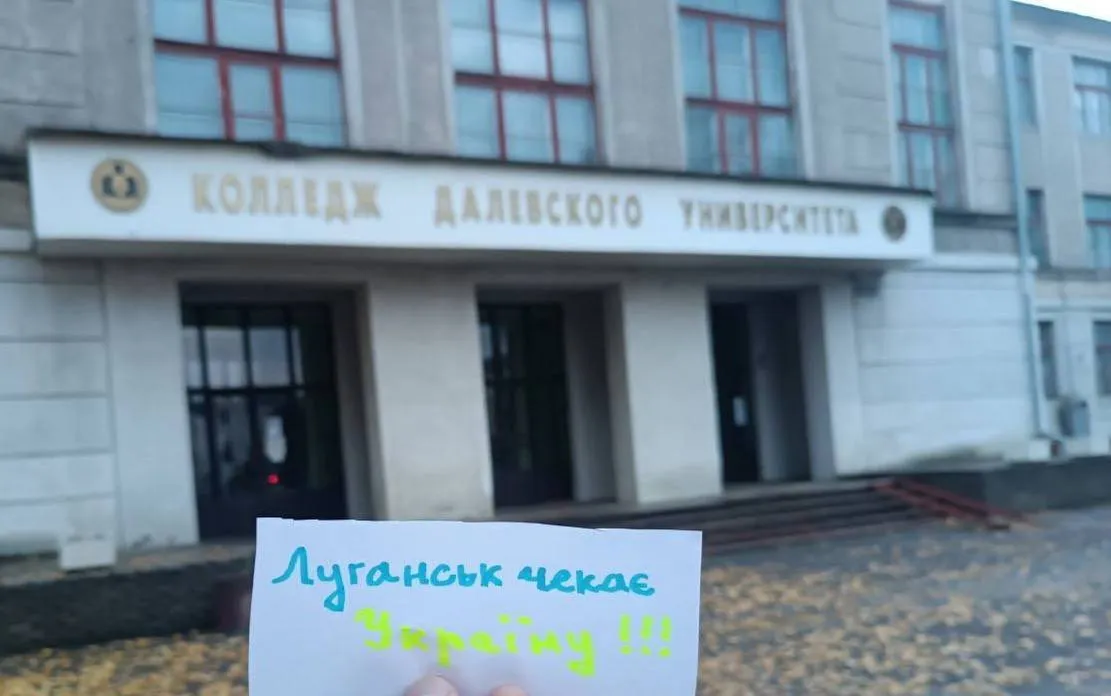 КОЛЛЕДЖ ДАЛЕВСКОГО УНИВЕРСИТЕТА
Луганськ чекає
Україну !!!